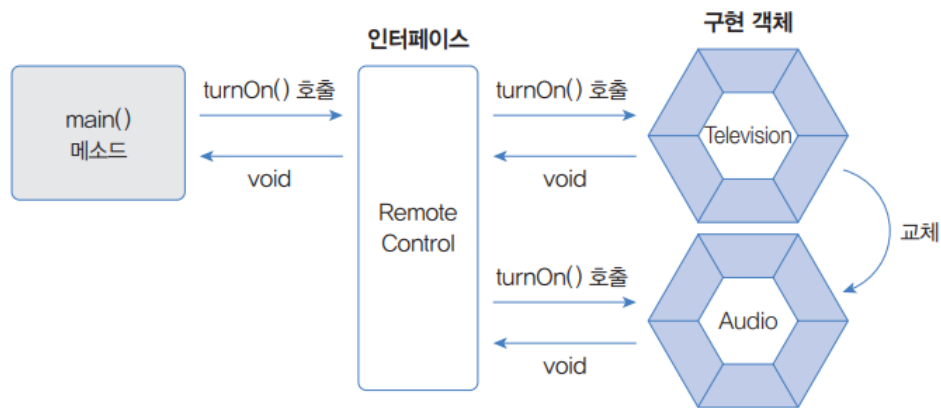 구현 객체
인터페이스
turnOn() 호출
turnOn() 호출
main()
메소드
Television
void
void
Remote
Control
교체
turnOn() 호출
Audio
void